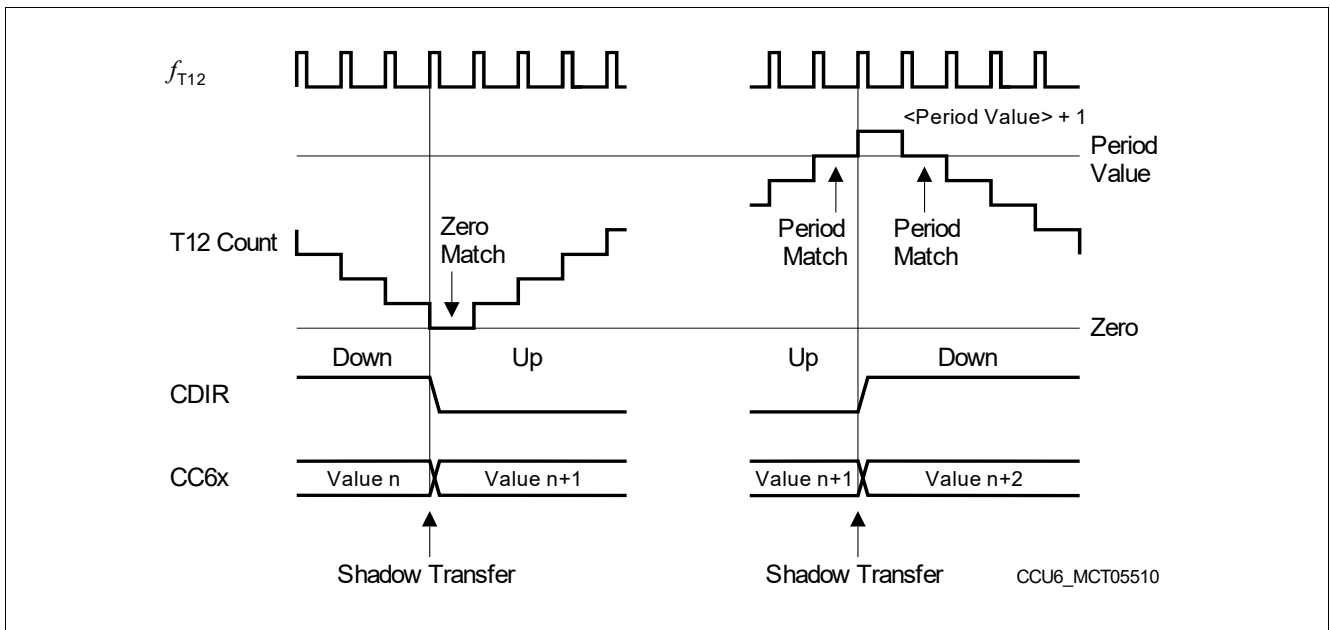 fT12
<Period Value> + 1
Period
Value
Zero
Match
Period
Match
Period
Match
T12 Count
Zero
Down
Up
Up
Down
CDIR
CC6x
Value n
Value n+1
Value n+1
Value n+2
Shadow Transfer
Shadow Transfer
CCU6_MCT05510